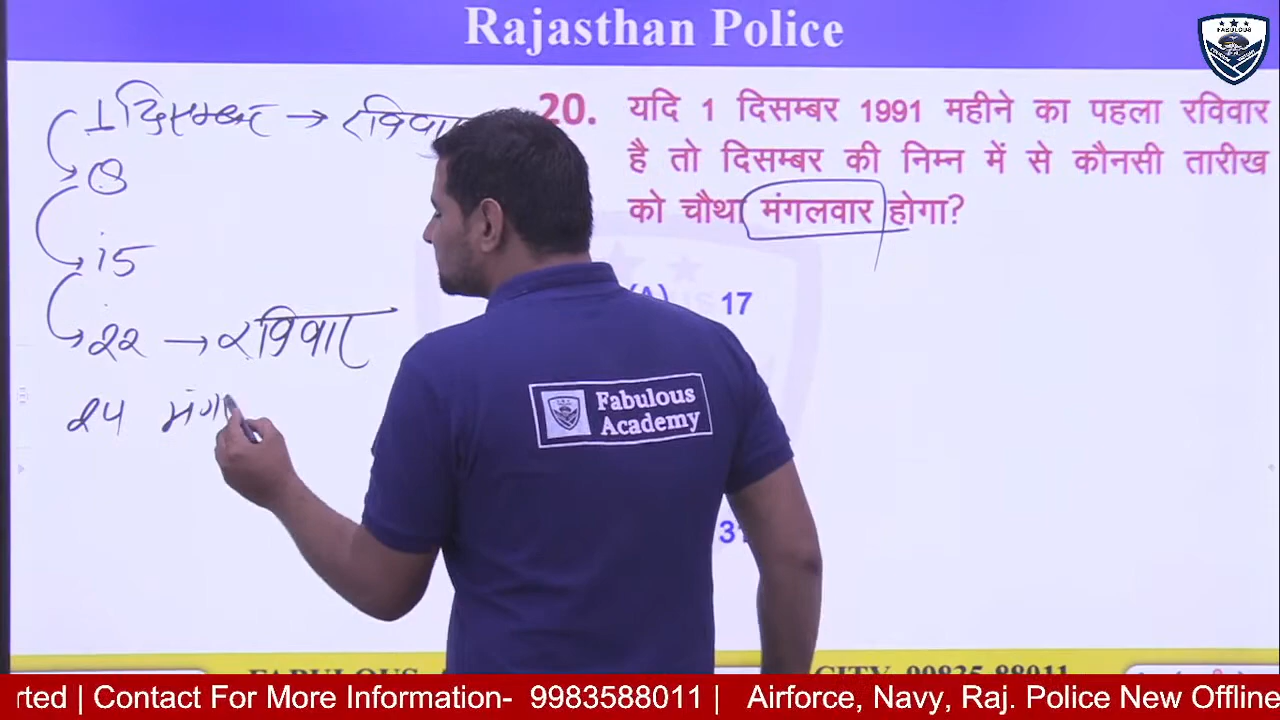 Rajasthan Police
FABULOUS
1 दिसम्बर → रविवार
8
15
22 → रविवार
24 मंग
20. यदि 1 दिसम्बर 1991 महीने का पहला रविवार
है तो दिसम्बर की निम्न में से कौनसी तारीख
को चौथा मंगलवार होगा?
(A) 17
31
Fabulous
Academy
rted | Contact For More Information- 9983588011 | Airforce, Navy, Raj. Police New Offline